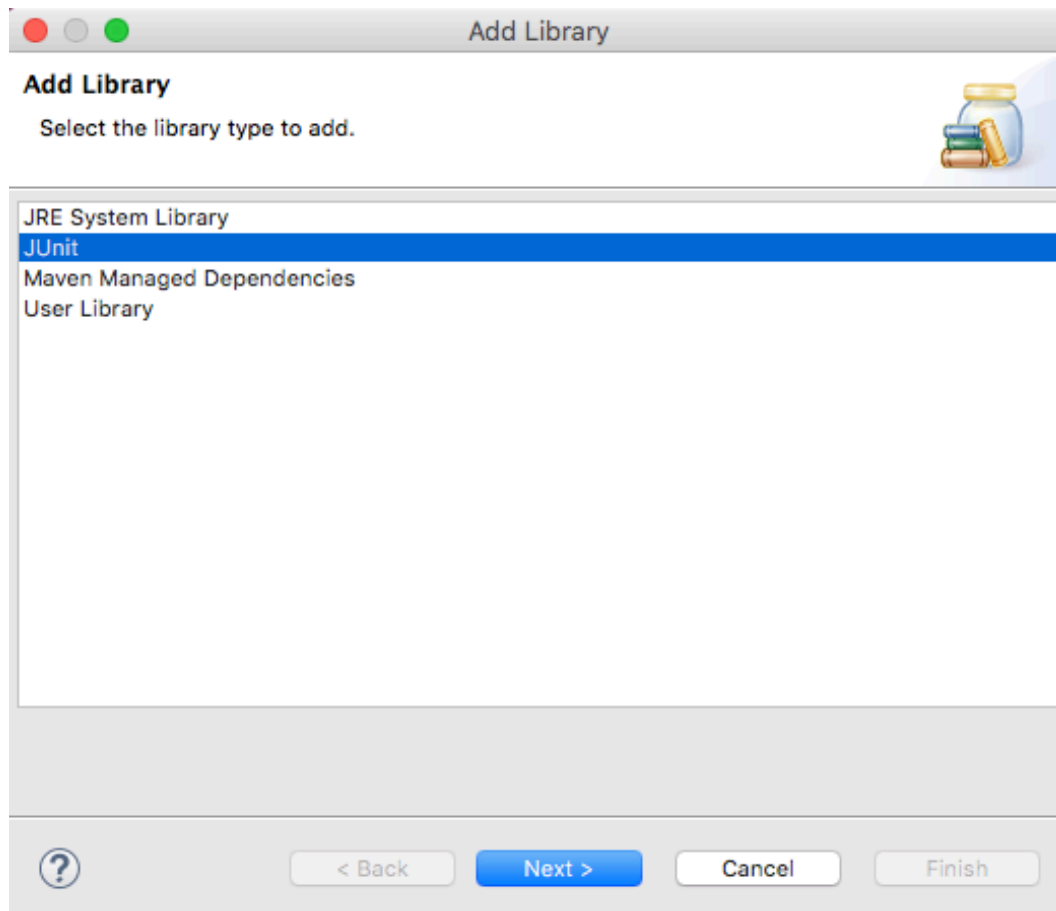 Add Library
Add Library
Select the library type to add.
JRE System Library
JUnit
Maven Managed Dependencies
User Library
? < Back Next > Cancel Finish